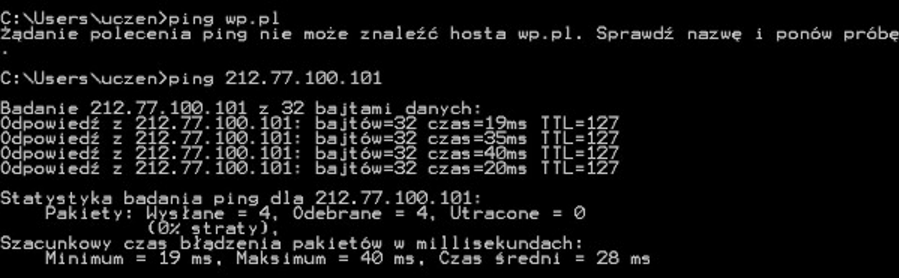 C:\Users\uczen>ping wp.pl
Żądanie polecenia ping nie może znaleźć hosta wp.pl. Sprawdź nazwę i ponów próbę
.
C:\Users\uczen>ping 212.77.100.101
Badanie 212.77.100.101 z 32 bajtami danych:
Odpowiedź z 212.77.100.101: bajtów=32 czas=19ms TTL=127
Odpowiedź z 212.77.100.101: bajtów=32 czas=35ms TTL=127
Odpowiedź z 212.77.100.101: bajtów=32 czas=40ms TTL=127
Odpowiedź z 212.77.100.101: bajtów=32 czas=20ms TTL=127
Statystyka badania ping dla 212.77.100.101:
    Pakiety: Wysłane = 4, Odebrane = 4, Utracone = 0
             (0% straty),
Szacunkowy czas błądzenia pakietów w millisekundach:
    Minimum = 19 ms, Maksimum = 40 ms, Czas średni = 28 ms